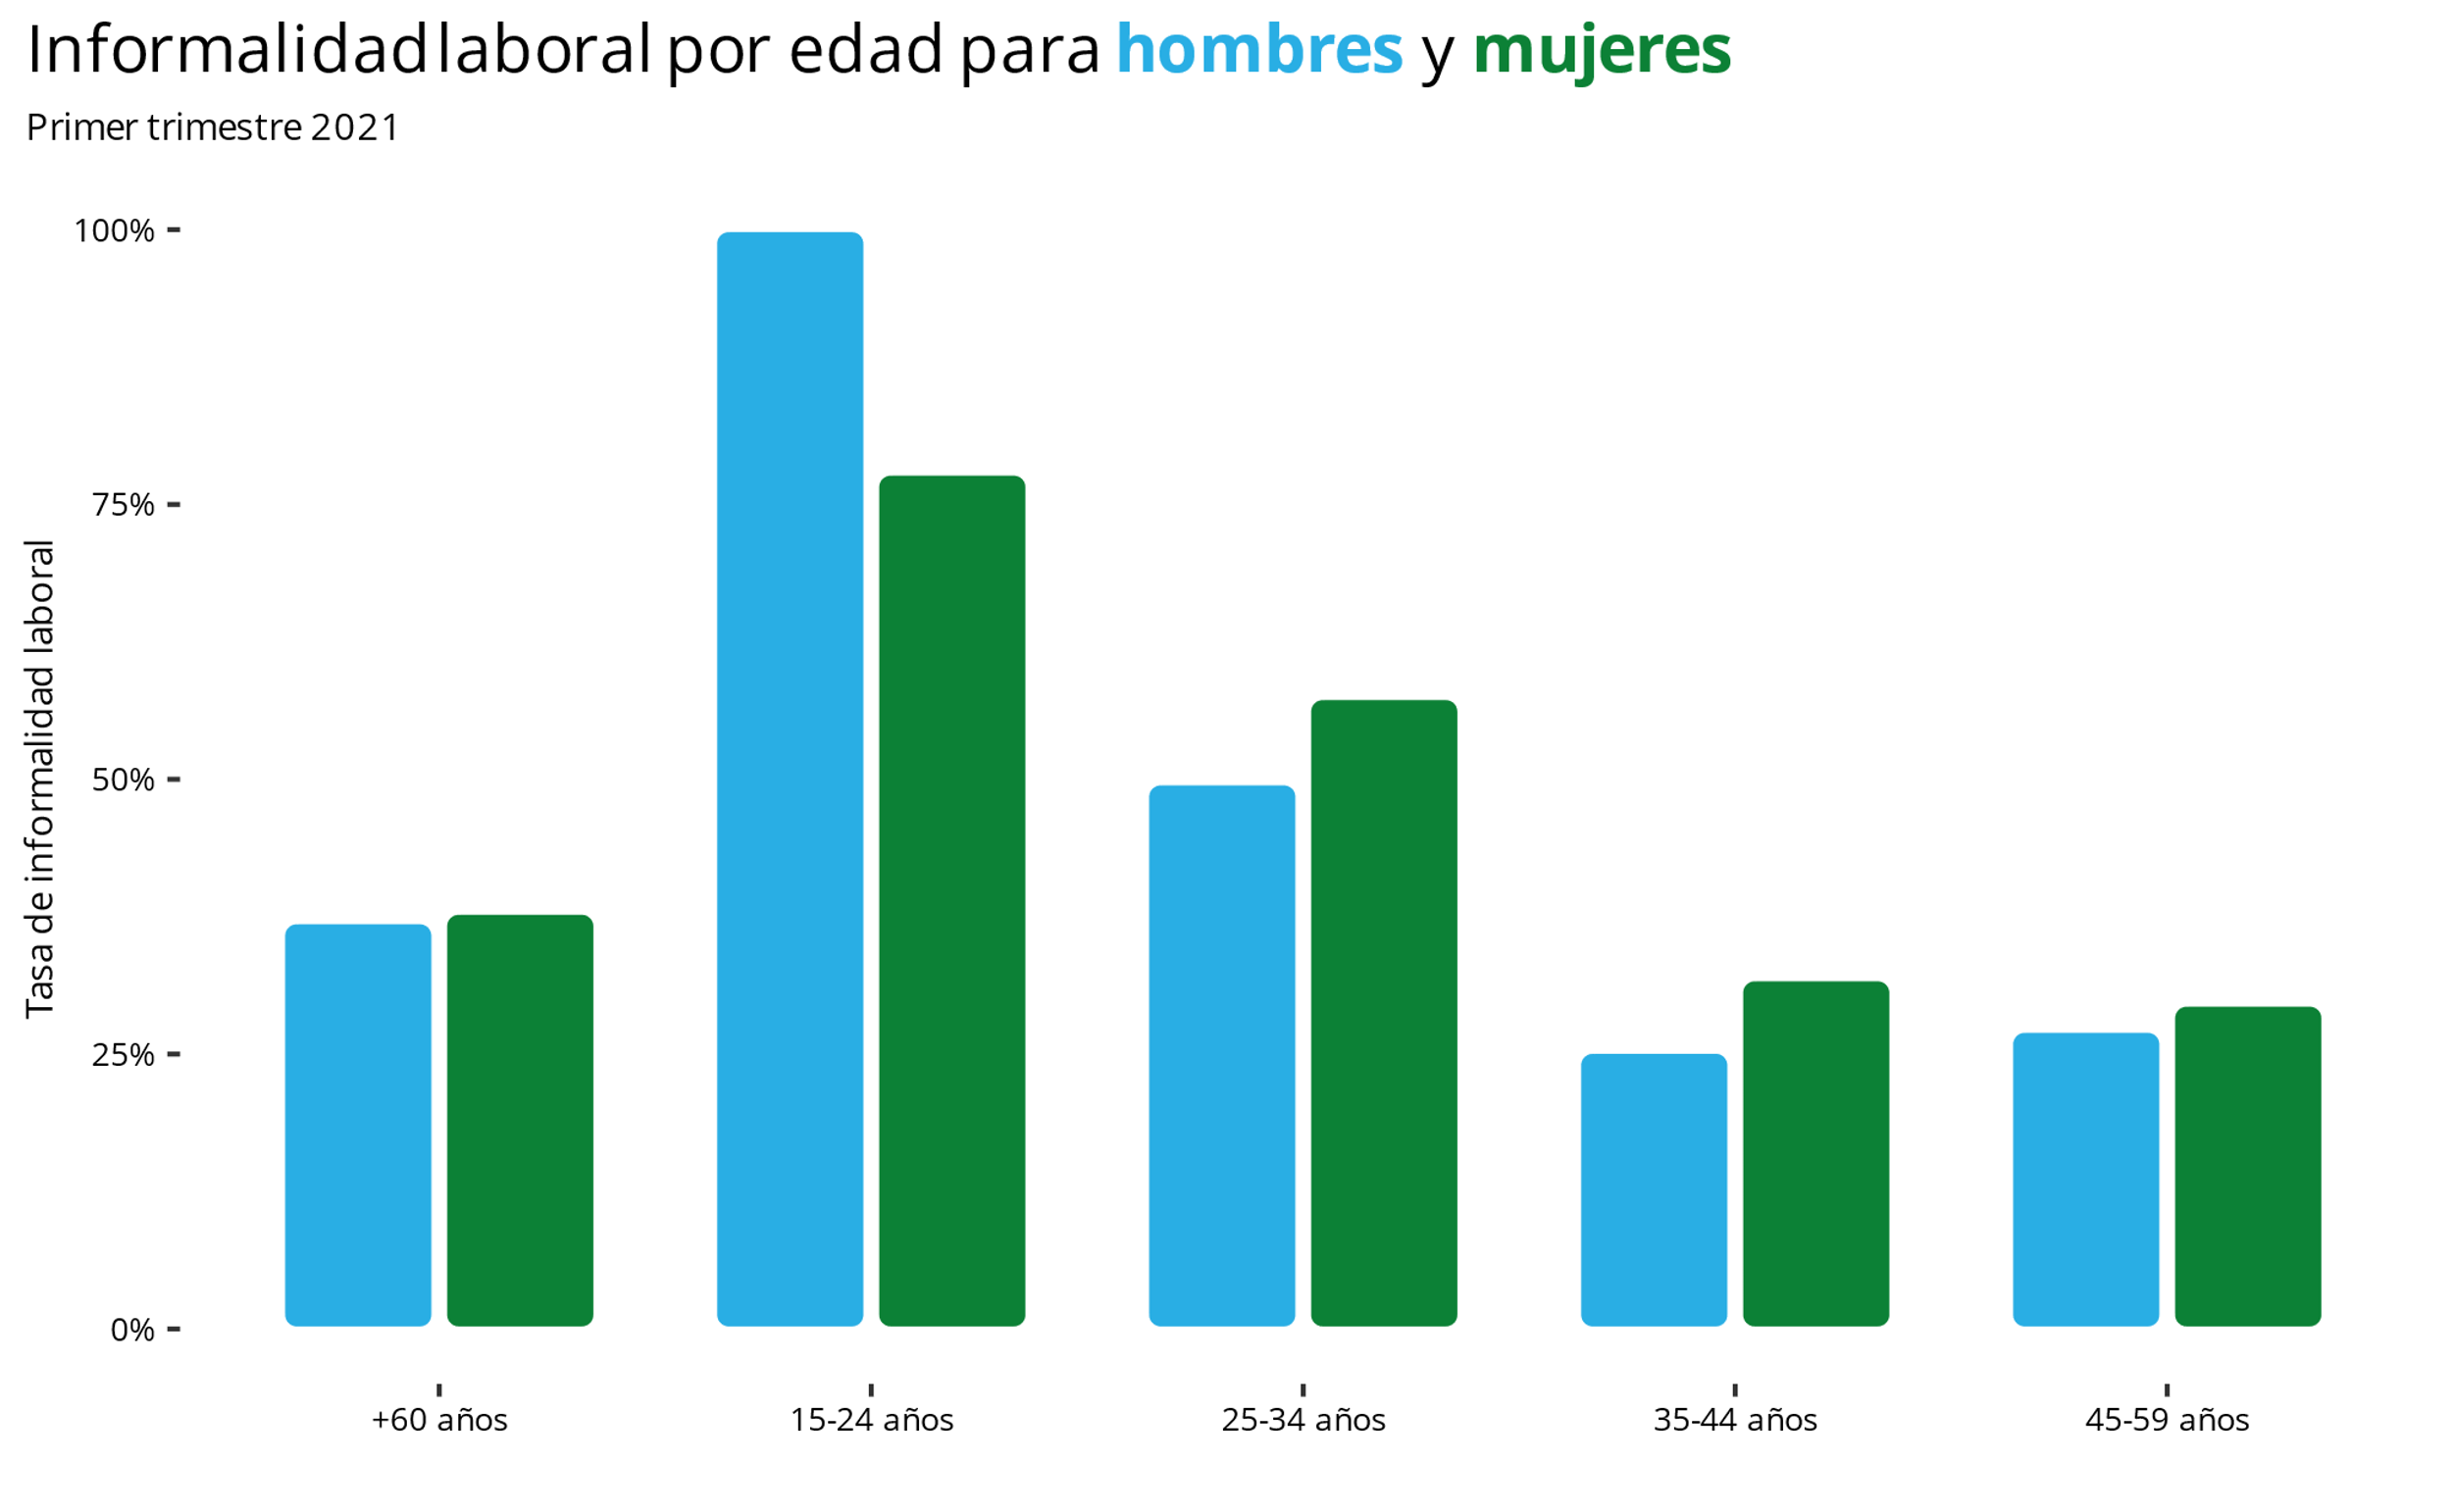 Informalidad laboral por edad para hombres y mujeres
Primer trimestre 2021
100%
75%
50%
25%
0%
Tasa de informalidad laboral
+60 años
15-24 años
25-34 años
35-44 años
45-59 años